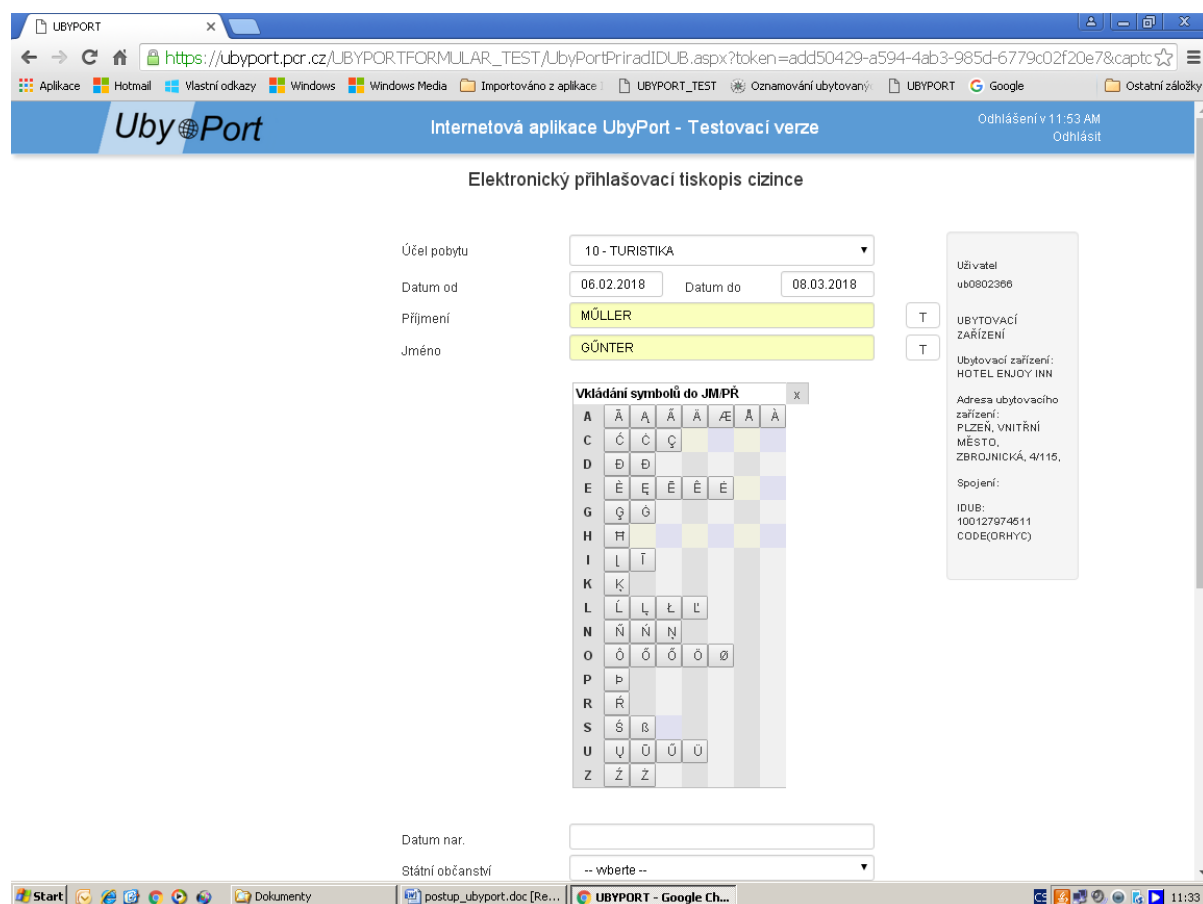 UBYPORT
https://ubyport.pcr.cz/UBYPORTFORMULAR_TEST/UbyPortPriradIDUB.aspx?token=add50429-a594-4ab3-985d-6779c02f20e7&captc
Aplikace Hotmail Vlastní odkazy Windows Windows Media Importováno z aplikace UBYPORT_TEST Oznamování ubytovaný UBYPORT Google Ostatní záložky
UbyPort Internetová aplikace UbyPort - Testovací verze Odhlášení v 11:53 AM
Odhlásit
Elektronický přihlašovací tiskopis cizince
Účel pobytu 10 - TURISTIKA
Datum od 06.02.2018 Datum do 08.03.2018
Příjmení MŰLLER T
Jméno GŰNTER T
Vkládání symbolů do JM/PŘ x
A Ã Ą Ä Æ Å À
C Ć Ċ Ç
D Đ Đ
E È Ę Ē Ê Ė
G Ģ Ġ
H Ħ
I Į Ī
K Ķ
L Ĺ Ļ Ł Ľ
N Ñ Ń Ņ
O Ô Ő Ö Ø
P Þ
R Ŕ
S Ś ß
U Ų Ű
Z Ź Ż
Datum nar.
Státní občanství -- vyberte --
Uživatel
ub0802366
UBYTOVACÍ
ZAŘÍZENÍ
Ubytovací zařízení:
HOTEL ENJOY INN
Adresa ubytovacího
zařízení:
PLZEŇ, VNITŘNÍ
MĚSTO,
ZBROJNICKÁ, 4/115,
Spojení:
IDUB:
100127974511
CODE(ORHYC)
Start Dokumenty postup_ubyport.doc [Re... UBYPORT - Google Ch... CS 11:33